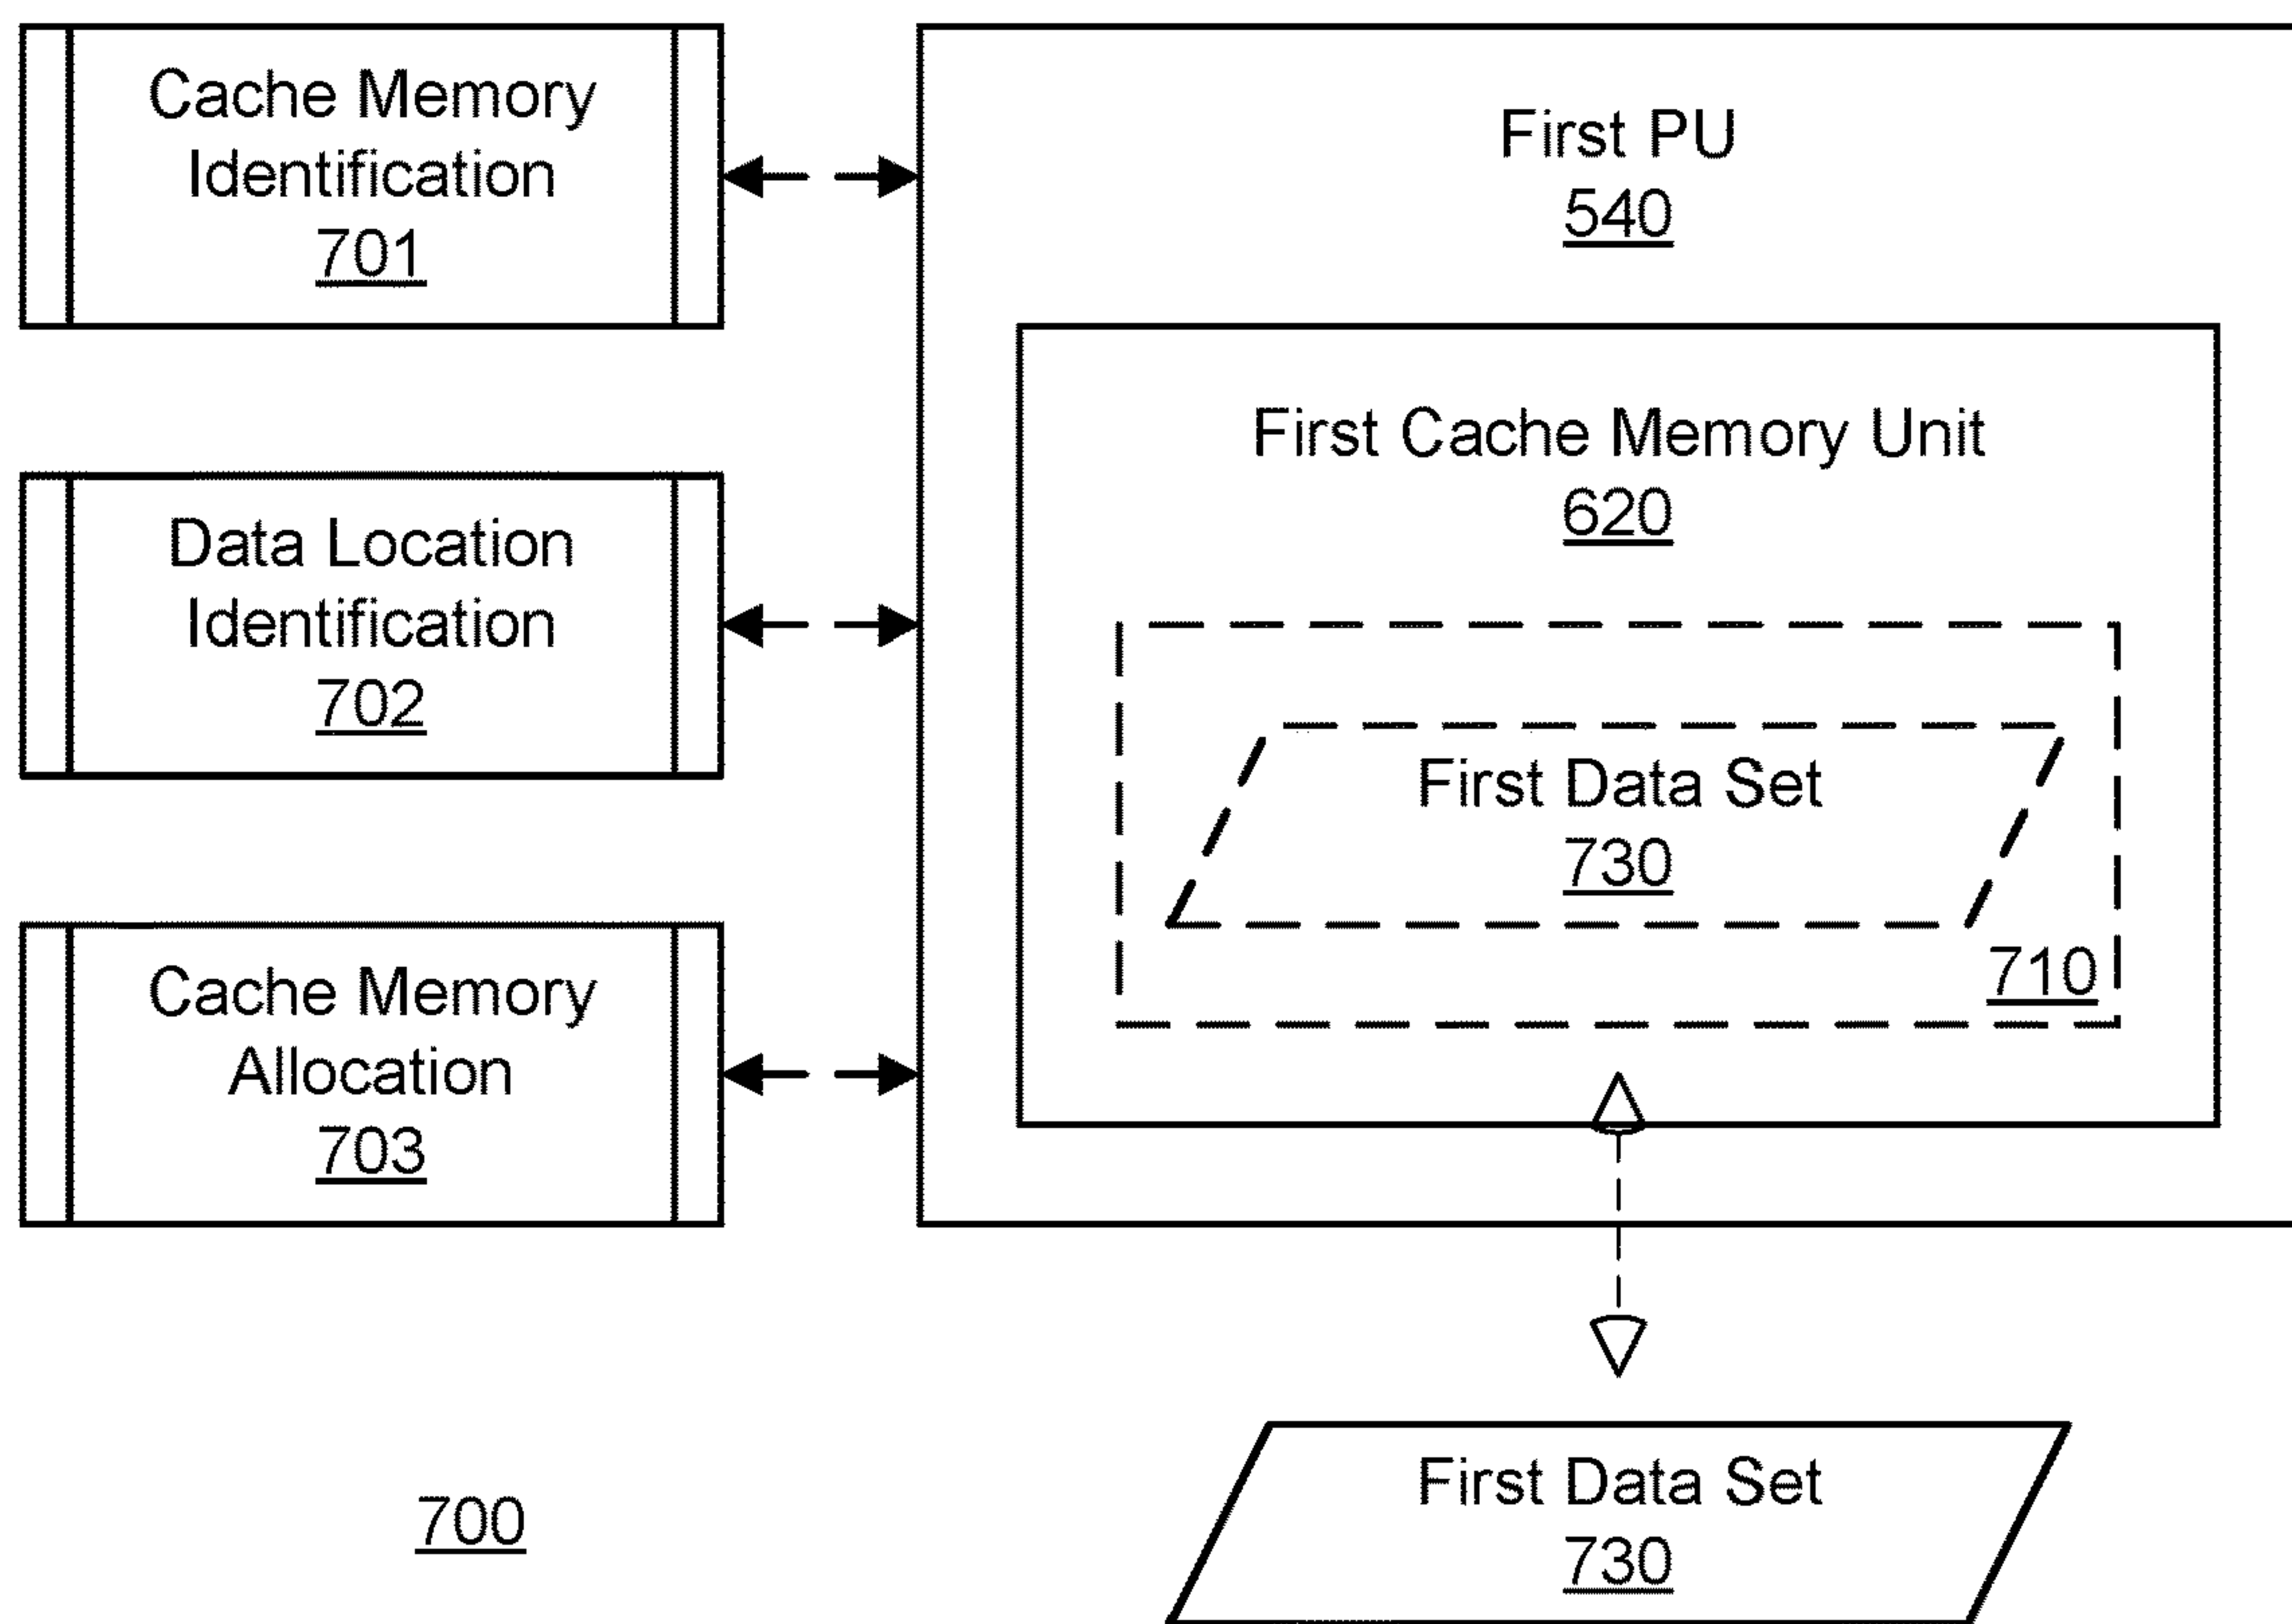 Cache Memory
Identification
701
Data Location
Identification
702
Cache Memory
Allocation
703
700
First PU
540
First Cache Memory Unit
620
First Data Set
730
710
First Data Set
730